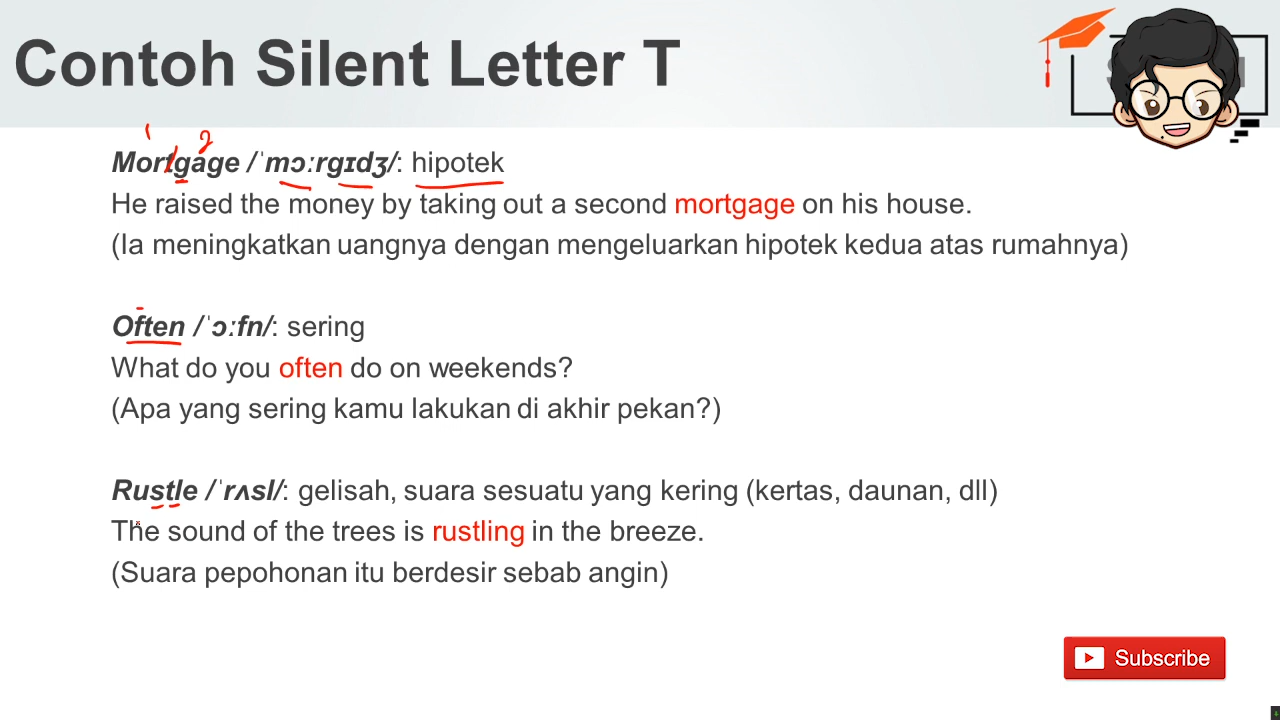 Contoh Silent Letter T
Mortgage /ˈmɔːrɡɪdʒ/: hipotek
He raised the money by taking out a second mortgage on his house.
(Ia meningkatkan uangnya dengan mengeluarkan hipotek kedua atas rumahnya)
Often /ˈɔːfn/: sering
What do you often do on weekends?
(Apa yang sering kamu lakukan di akhir pekan?)
Rustle /ˈrʌsl/: gelisah, suara sesuatu yang kering (kertas, daunan, dll)
The sound of the trees is rustling in the breeze.
(Suara pepohonan itu berdesir sebab angin)
Subscribe